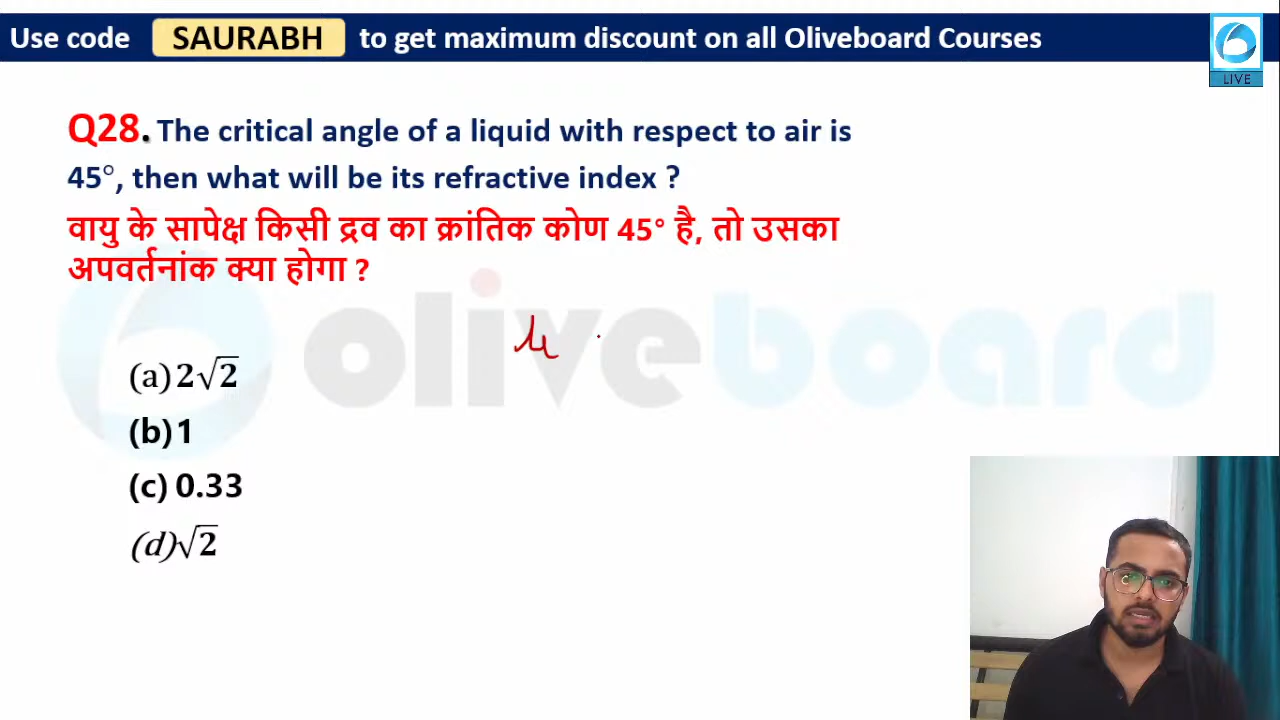 Use code SAURABH to get maximum discount on all Oliveboard Courses
LIVE
Q28. The critical angle of a liquid with respect to air is
45°, then what will be its refractive index ?
वायु के सापेक्ष किसी द्रव का क्रांतिक कोण 45° है, तो उसका
अपवर्तनांक क्या होगा ?
oliveboard
μ
(a) 2√2
(b) 1
(c) 0.33
(d) √2